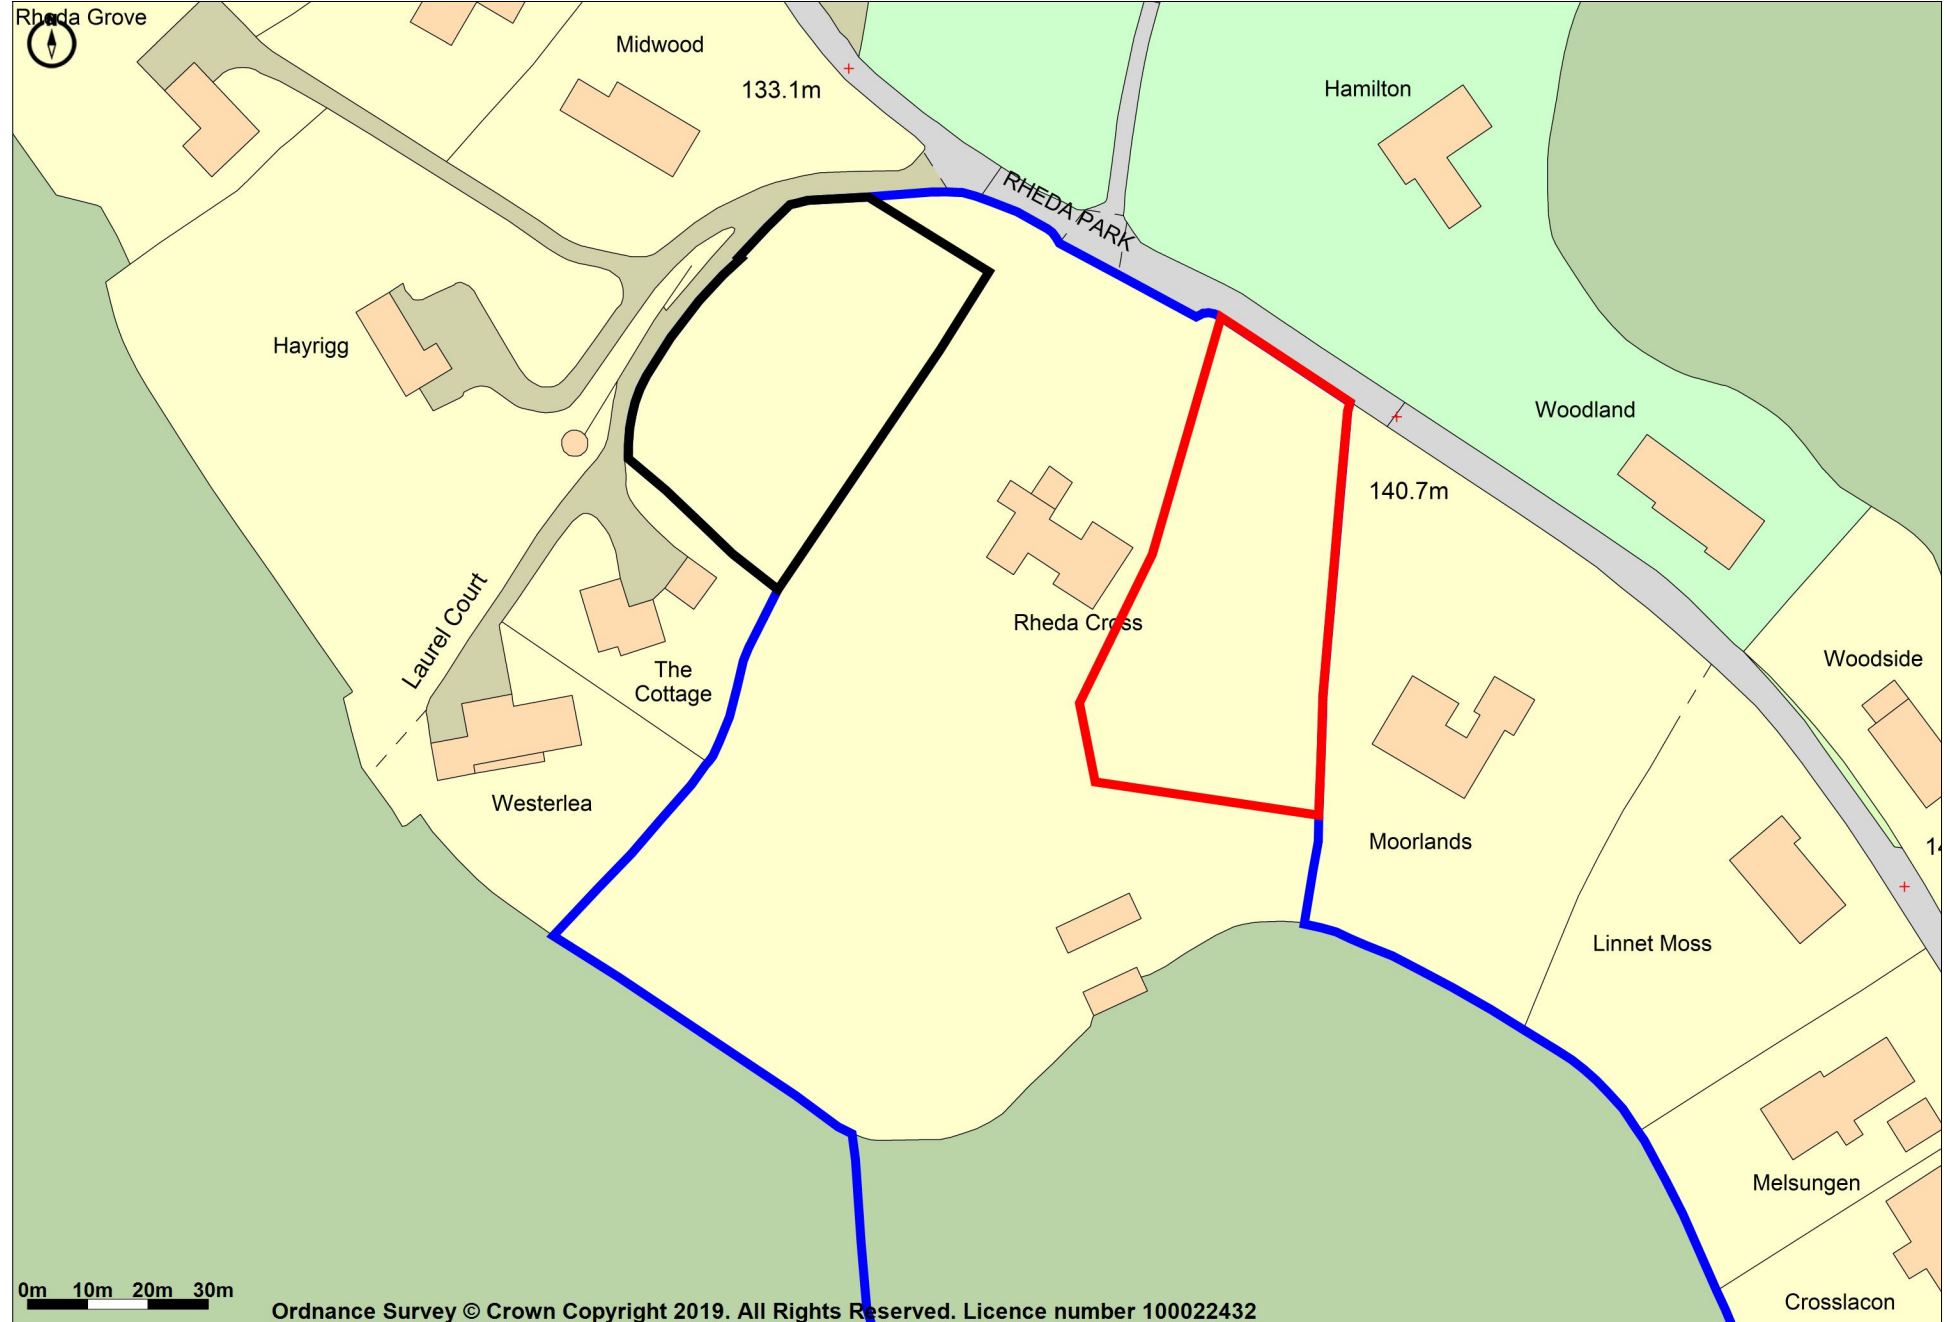 Rheda Grove
Midwood
133.1m
Hamilton
RHEDA PARK
Hayrigg
Woodland
140.7m
Laurel Court
Rheda Cross
The
Cottage
Woodside
Westerlea
Moorlands
Linnet Moss
Melsungen
Crosslacon
0m 10m 20m 30m
Ordnance Survey © Crown Copyright 2019. All Rights Reserved. Licence number 100022432